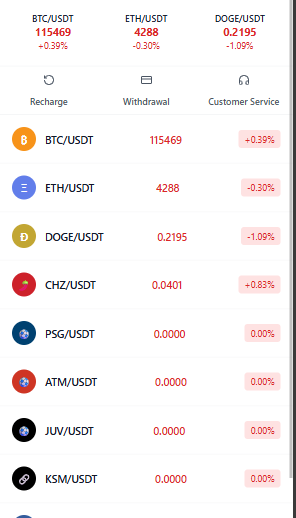 BTC/USDT ETH/USDT DOGE/USDT
115469 4288 0.2195
+0.39% -0.30% -1.09%
Recharge Withdrawal Customer Service
BTC/USDT 115469 +0.39%
ETH/USDT 4288 -0.30%
DOGE/USDT 0.2195 -1.09%
CHZ/USDT 0.0401 +0.83%
PSG/USDT 0.0000 0.00%
ATM/USDT 0.0000 0.00%
JUV/USDT 0.0000 0.00%
KSM/USDT 0.0000 0.00%